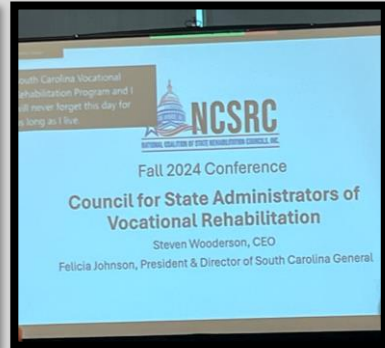 outh Carolina Vocational
ehabilitation Program and I
ll never forget this day for
s long as I live.
NCSRC
NATIONAL COALITION OF STATE REHABILITATION COUNCILS, INC.
Fall 2024 Conference
Council for State Administrators of
Vocational Rehabilitation
Steven Wooderson, CEO
Felicia Johnson, President & Director of South Carolina General